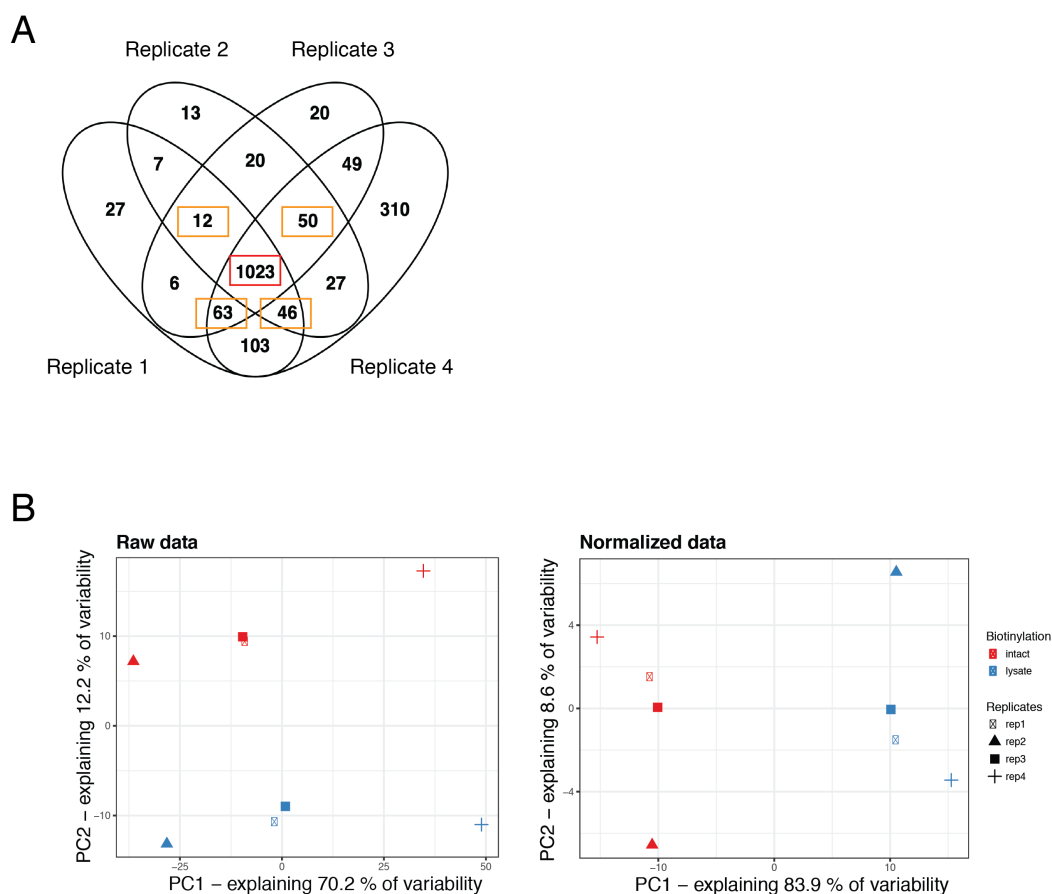 A
Replicate 2 Replicate 3
13 20
7 20 49
27 12 50 310
1023
6 27
63 46
103
Replicate 1 Replicate 4
B
Raw data
PC2 – explaining 12.2 % of variability
10
0
−10
−25 0 25 50
PC1 – explaining 70.2 % of variability
Normalized data
PC2 – explaining 8.6 % of variability
4
0
−4
−10 0 10
PC1 – explaining 83.9 % of variability
Biotinylation
intact
lysate
Replicates
rep1
rep2
rep3
rep4